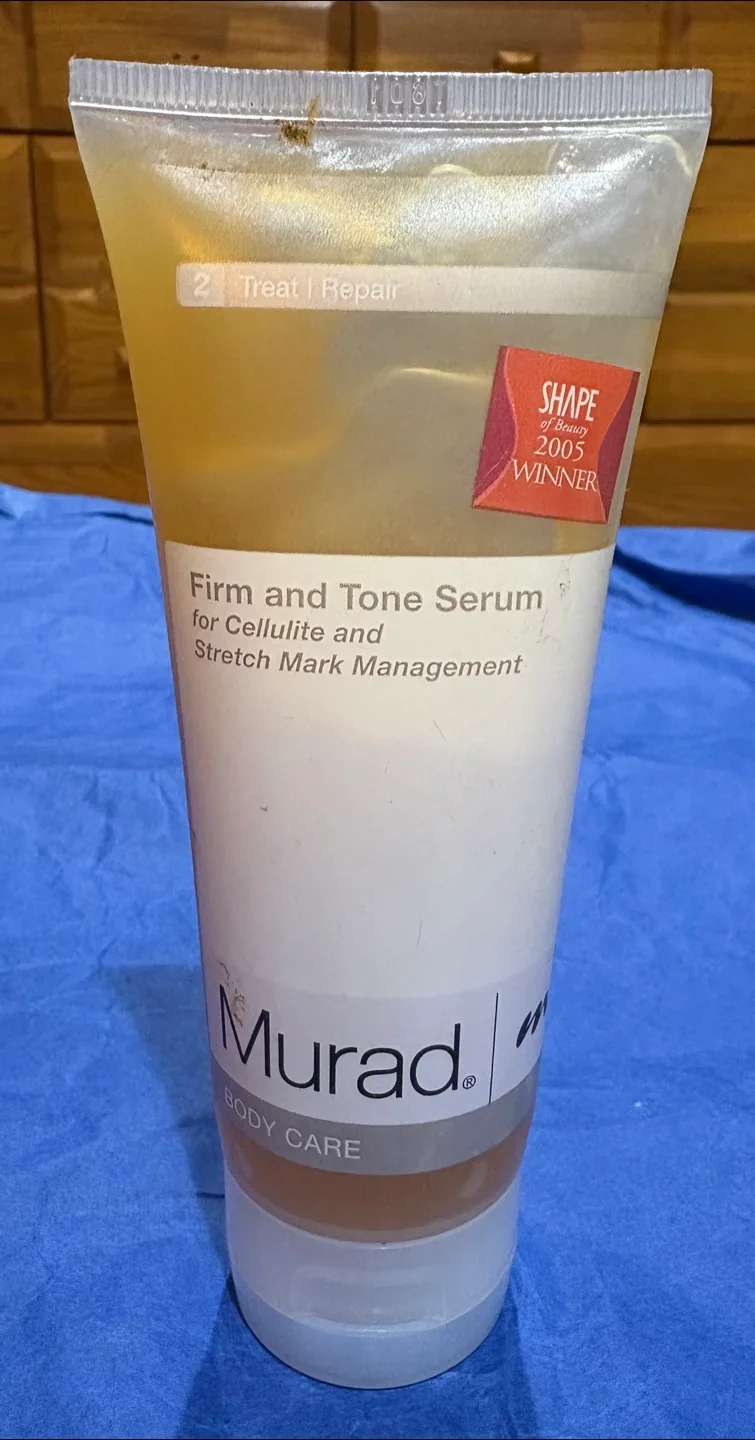 2 Treat | Repair
SHAPE
of Beauty
2005
WINNER
Firm and Tone Serum
for Cellulite and
Stretch Mark Management
Murad®
BODY CARE